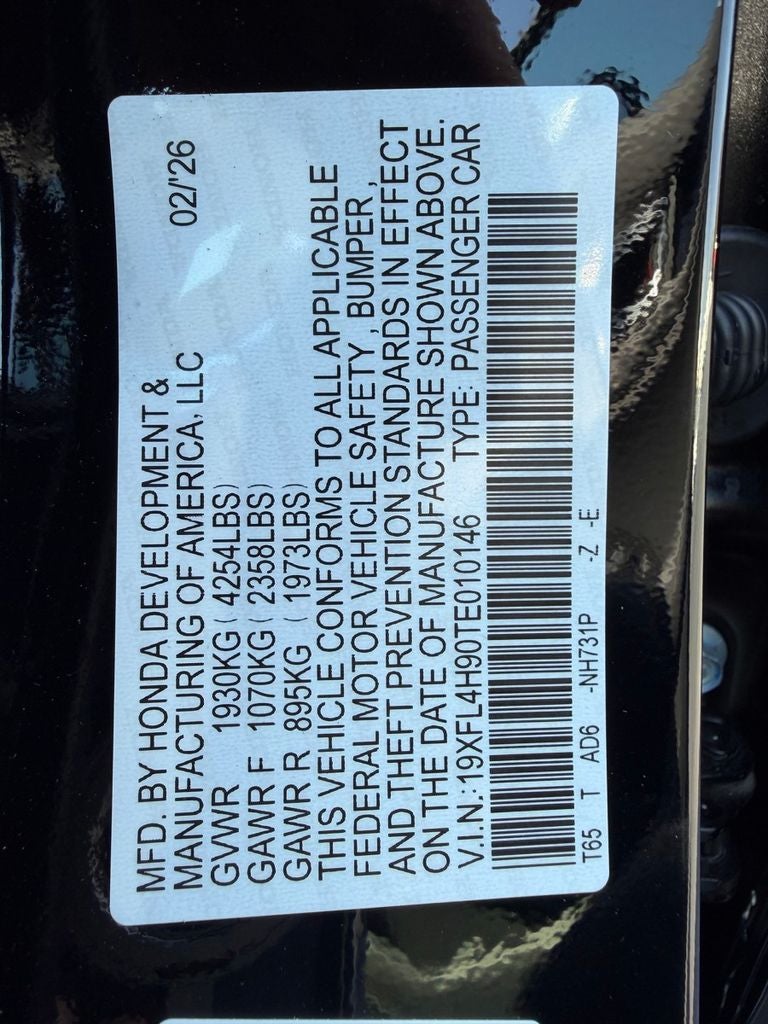 MFD. BY HONDA DEVELOPMENT &
MANUFACTURING OF AMERICA, LLC 02/'26
GVWR 1930KG ( 4254LBS)
GAWR F 1070KG ( 2358LBS)
GAWR R 895KG ( 1973LBS)
THIS VEHICLE CONFORMS TO ALL APPLICABLE
FEDERAL MOTOR VEHICLE SAFETY , BUMPER ,
AND THEFT PREVENTION STANDARDS IN EFFECT
ON THE DATE OF MANUFACTURE SHOWN ABOVE.
V.I.N.:19XFL4H90TE010146 TYPE: PASSENGER CAR
T65 T AD6 -NH731P -Z -E